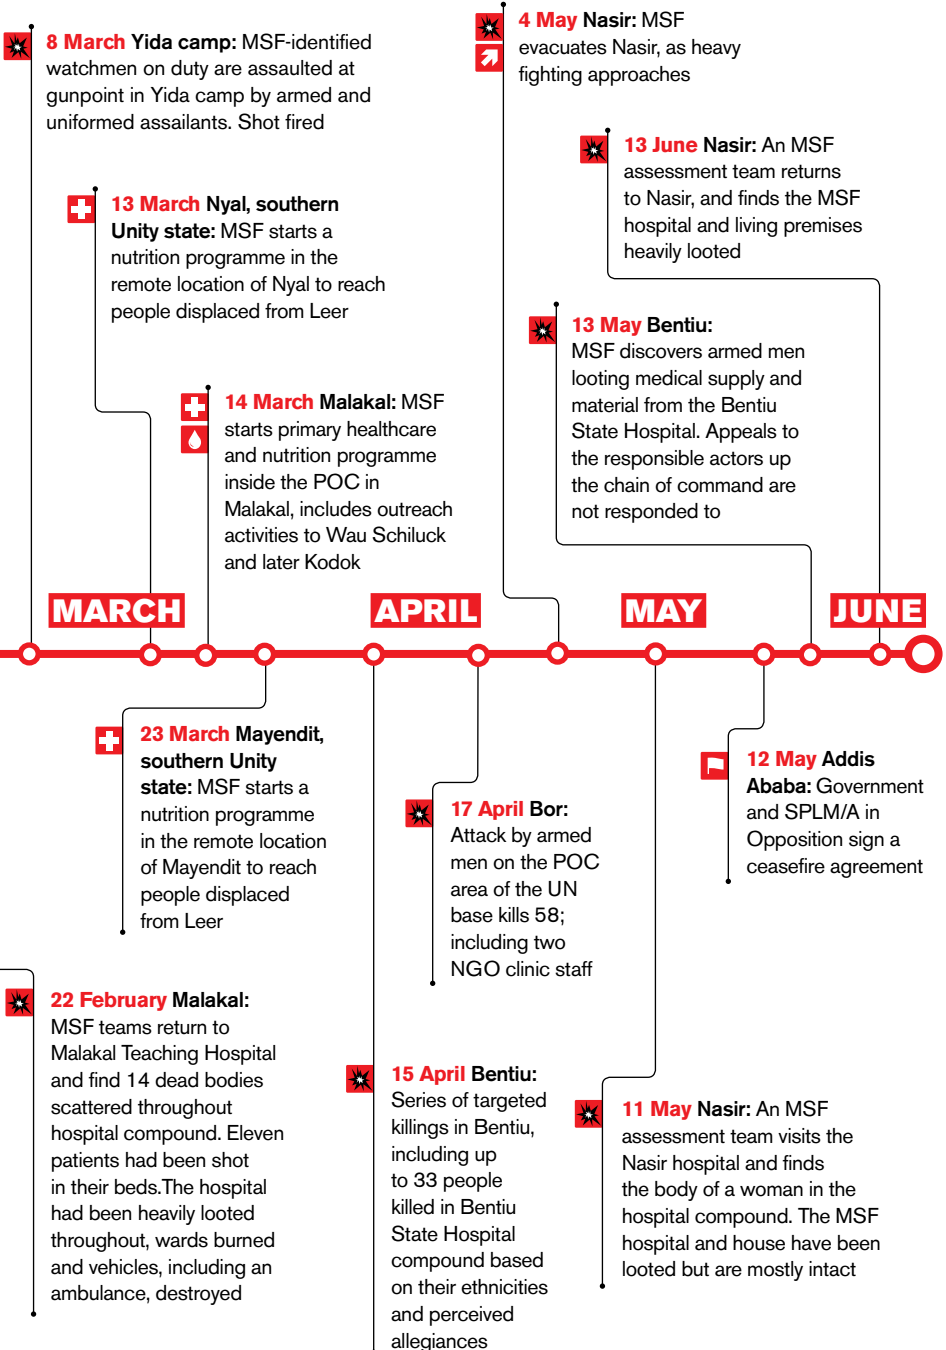 8 March Yida camp: MSF-identified
watchmen on duty are assaulted at
gunpoint in Yida camp by armed and
uniformed assailants. Shot fired
4 May Nasir: MSF
evacuates Nasir, as heavy
fighting approaches
13 June Nasir: An MSF
assessment team returns
to Nasir, and finds the MSF
hospital and living premises
heavily looted
13 March Nyal, southern
Unity state: MSF starts a
nutrition programme in the
remote location of Nyal to reach
people displaced from Leer
13 May Bentiu:
MSF discovers armed men
looting medical supply and
material from the Bentiu
State Hospital. Appeals to
the responsible actors up
the chain of command are
not responded to
14 March Malakal: MSF
starts primary healthcare
and nutrition programme
inside the POC in
Malakal, includes outreach
activities to Wau Schiluck
and later Kodok
MARCH
APRIL
MAY
JUNE
23 March Mayendit,
southern Unity
state: MSF starts a
nutrition programme
in the remote location
of Mayendit to reach
people displaced
from Leer
17 April Bor:
Attack by armed
men on the POC
area of the UN
base kills 58;
including two
NGO clinic staff
12 May Addis
Ababa: Government
and SPLM/A in
Opposition sign a
ceasefire agreement
22 February Malakal:
MSF teams return to
Malakal Teaching Hospital
and find 14 dead bodies
scattered throughout
hospital compound. Eleven
patients had been shot
in their beds.The hospital
had been heavily looted
throughout, wards burned
and vehicles, including an
ambulance, destroyed
15 April Bentiu:
Series of targeted
killings in Bentiu,
including up
to 33 people
killed in Bentiu
State Hospital
compound based
on their ethnicities
and perceived
allegiances
11 May Nasir: An MSF
assessment team visits the
Nasir hospital and finds
the body of a woman in the
hospital compound. The MSF
hospital and house have been
looted but are mostly intact